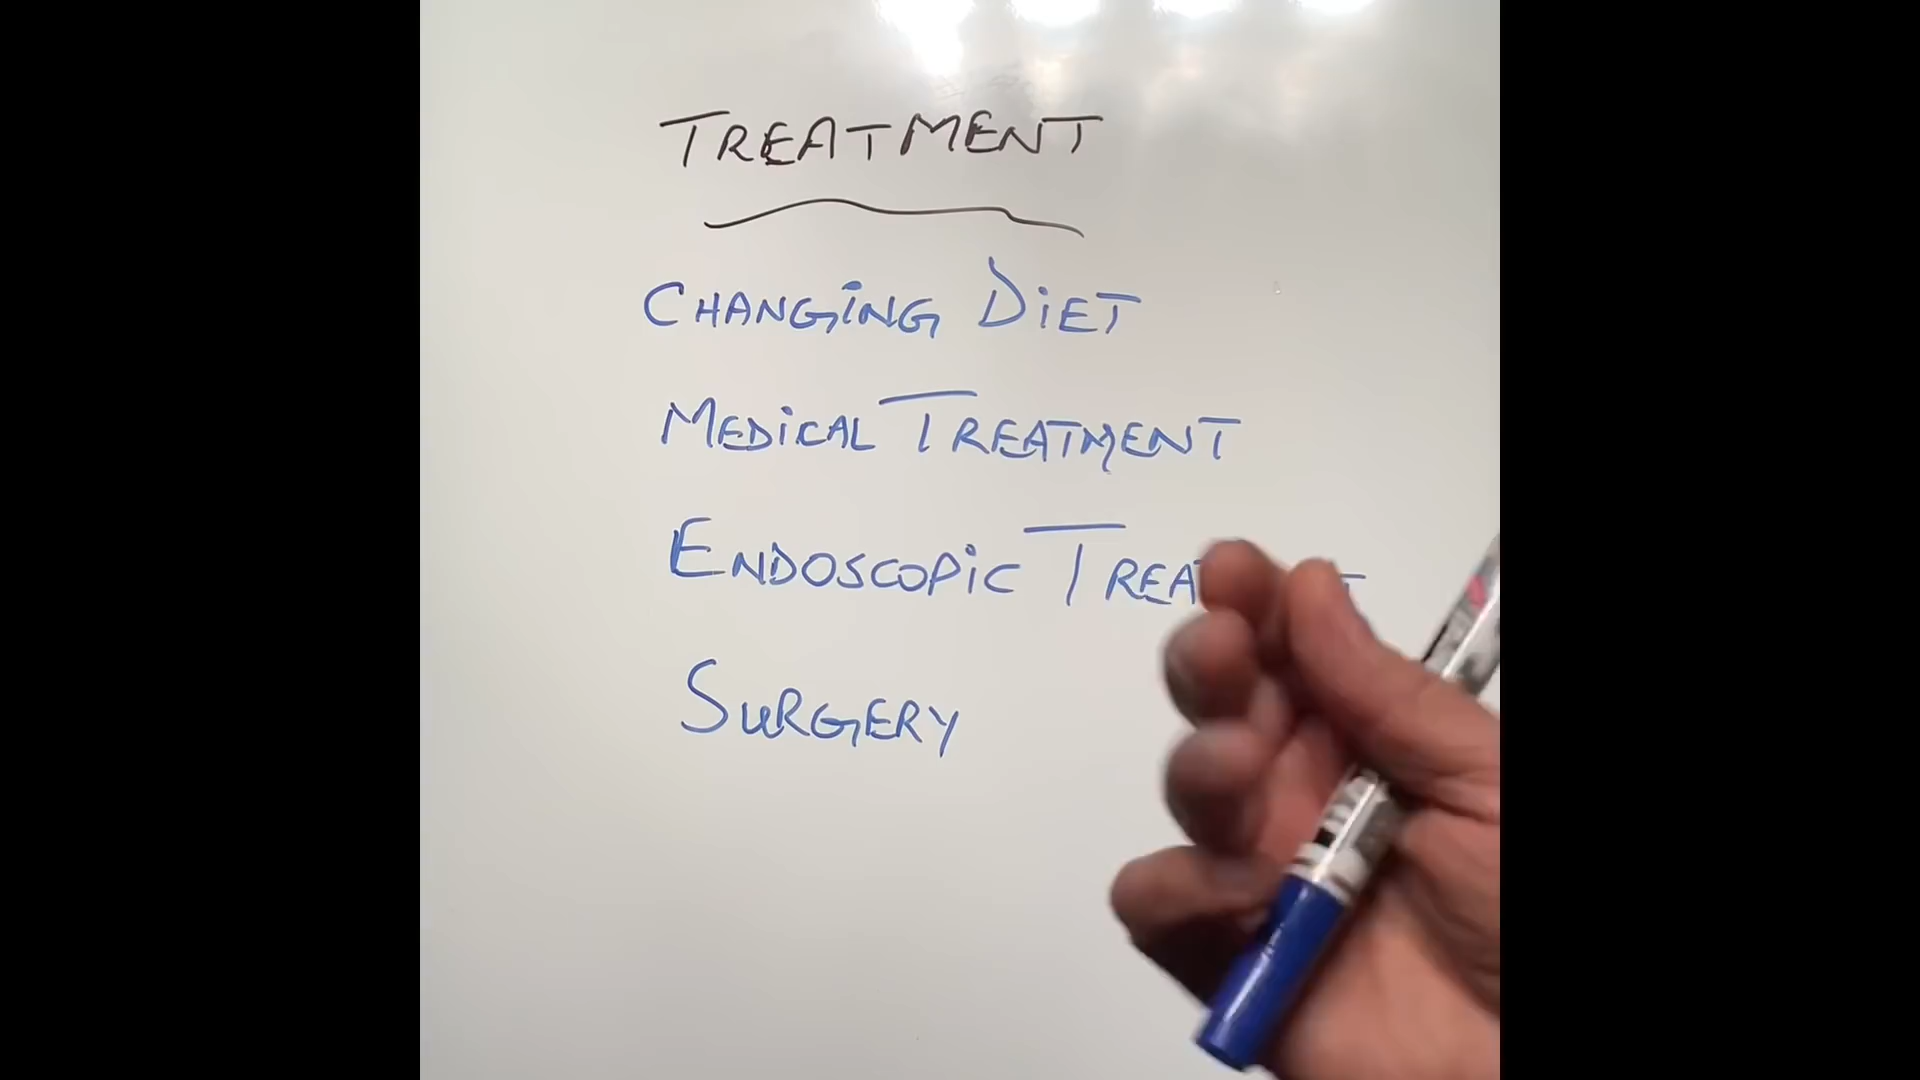 TREATMENT
CHANGING DIET
MEDICAL TREATMENT
ENDOSCOPIC
SURGERY